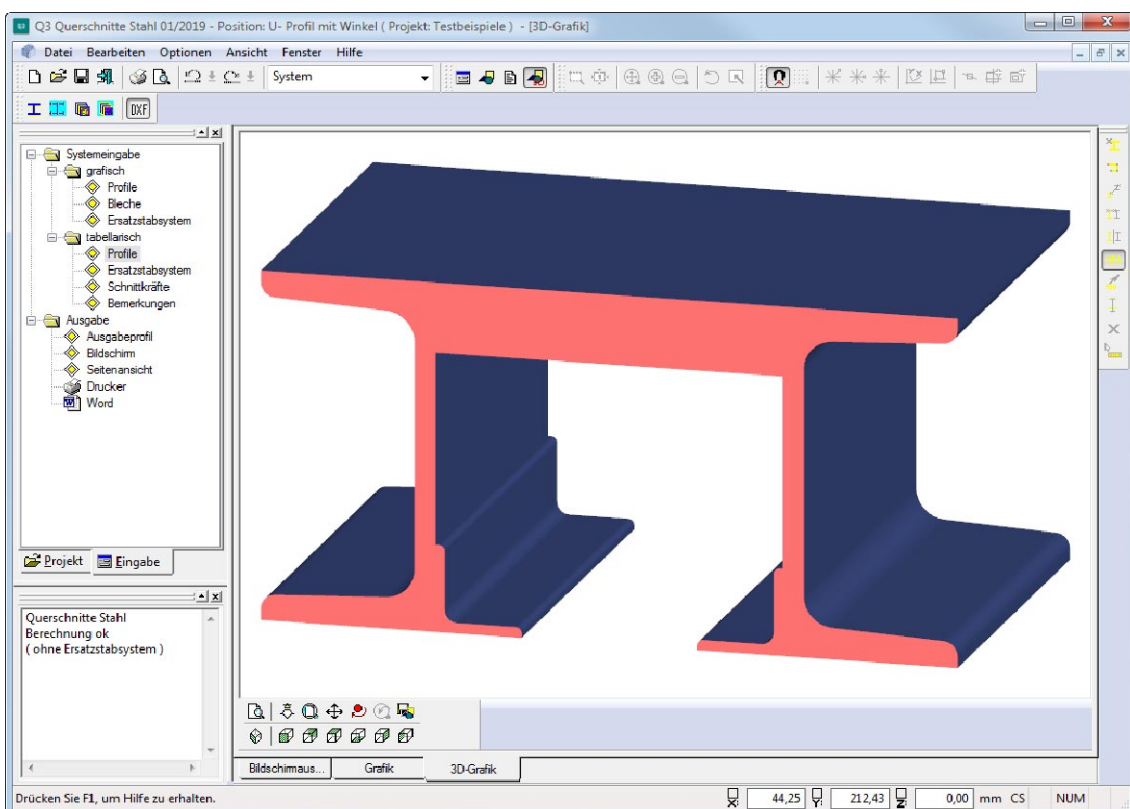 Q3 Querschnitte Stahl 01/2019 - Position: U- Profil mit Winkel ( Projekt: Testbeispiele ) - [3D-Grafik]
Datei Bearbeiten Optionen Ansicht Fenster Hilfe
System
DXF
Systemeingabe
grafisch
Profile
Bleche
Ersatzstabsystem
tabellarisch
Profile
Ersatzstabsystem
Schnittkräfte
Bemerkungen
Ausgabe
Ausgabeprofil
Bildschirm
Seitenansicht
Drucker
Word
Projekt Eingabe
Querschnitte Stahl
Berechnung ok
( ohne Ersatzstabsystem )
Bildschimaus... Grafik 3D-Grafik
Drücken Sie F1, um Hilfe zu erhalten. X: 44,25 Y: 212,43 Z: 0,00 mm CS NUM